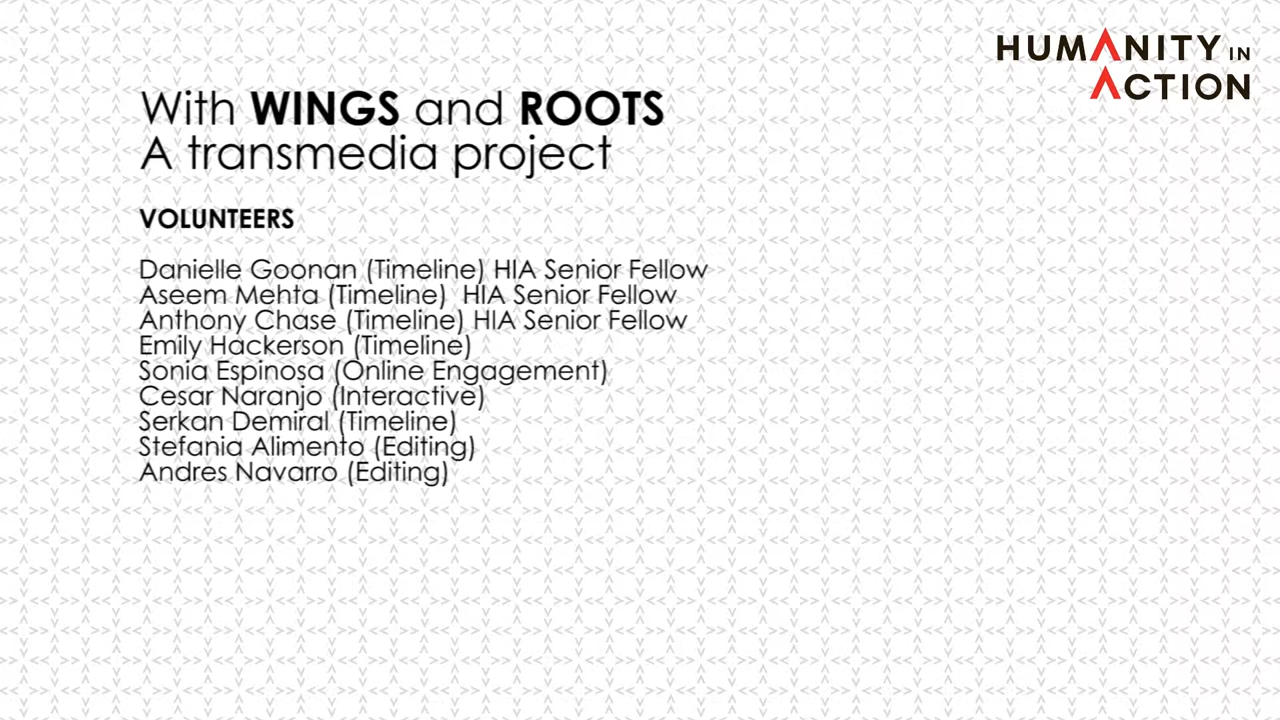 HUMANITY IN
ACTION
With WINGS and ROOTS
A transmedia project
VOLUNTEERS
Danielle Goonan (Timeline) HIA Senior Fellow
Aseem Mehta (Timeline)  HIA Senior Fellow
Anthony Chase (Timeline) HIA Senior Fellow
Emily Hackerson (Timeline)
Sonia Espinosa (Online Engagement)
Cesar Naranjo (Interactive)
Serkan Demiral (Timeline)
Stefania Alimento (Editing)
Andres Navarro (Editing)